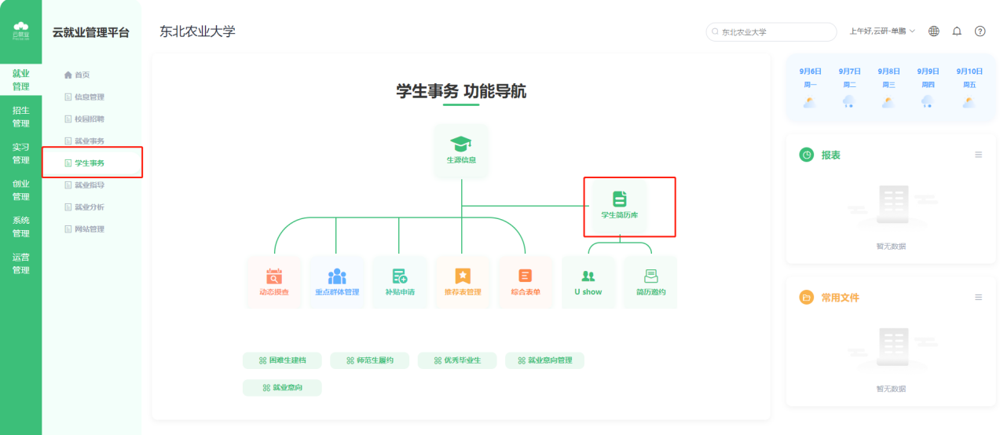 云就业
云就业管理平台
东北农业大学
东北农业大学
上午好,云研-单鹏
就业
管理
招生
管理
实习
管理
创业
管理
系统
管理
运营
管理
首页
信息管理
校园招聘
就业事务
学生事务
就业指导
就业分析
网站管理
学生事务 功能导航
生源信息
学生简历库
动态摸查
重点群体管理
补贴申请
推荐表管理
综合表单
U show
简历邀约
困难生建档
师范生履约
优秀毕业生
就业意向管理
就业意向
9月6日 9月7日 9月8日 9月9日 9月10日
周一 周二 周三 周四 周五
报表
暂无数据
常用文件
暂无数据